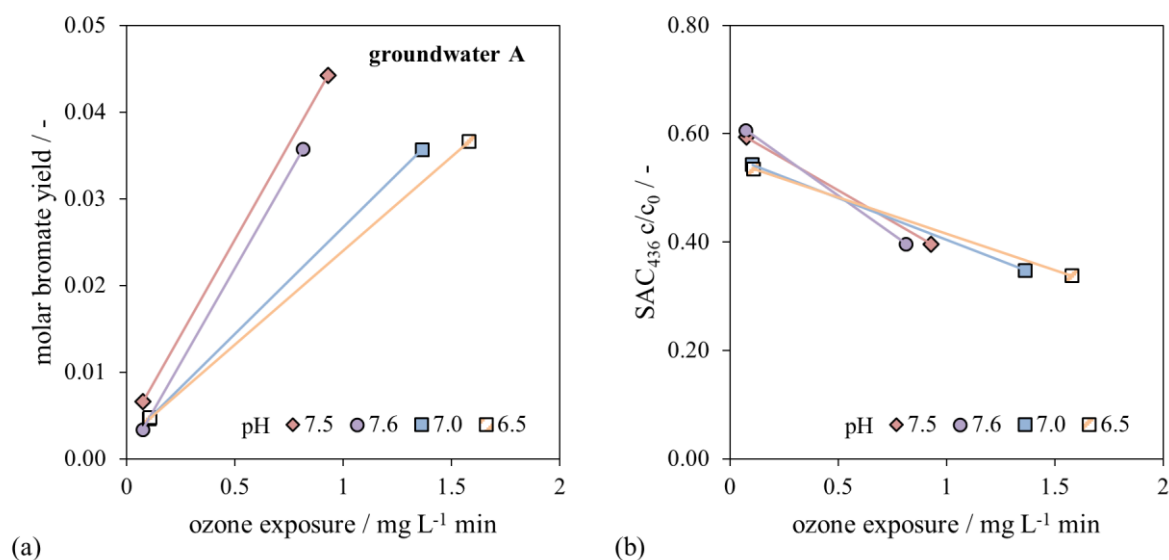 groundwater A
0.05
0.04
0.03
0.02
0.01
0.00
molar bromate yield / -
pH 7.5 7.6 7.0 6.5
0 0.5 1 1.5 2
ozone exposure / mg L⁻¹ min
(a)
0.80
0.60
0.40
0.20
0.00
SAC₄₃₆ c/c₀ / -
pH 7.5 7.6 7.0 6.5
0 0.5 1 1.5 2
ozone exposure / mg L⁻¹ min
(b)